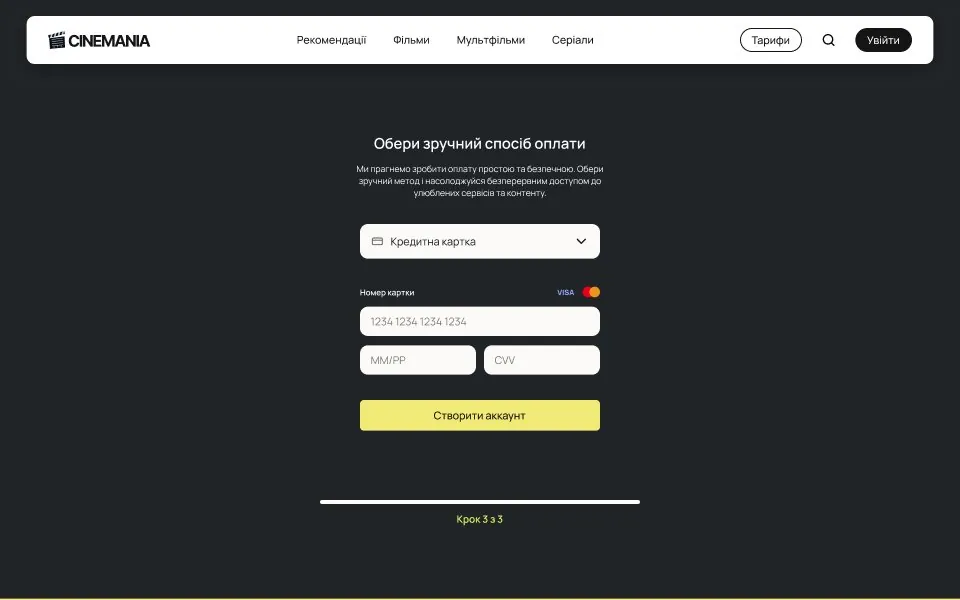 CINEMANIA
Рекомендації
Фільми
Мультфільми
Серіали
Тарифи
Увійти
Обери зручний спосіб оплати
Ми прагнемо зробити оплату простою та безпечною. Обери
зручний метод і насолоджуйся безперервним доступом до
улюблених сервісів та контенту.
Кредитна картка
Номер картки
VISA
1234 1234 1234 1234
ММ/РР
CVV
Створити аккаунт
Крок 3 з 3